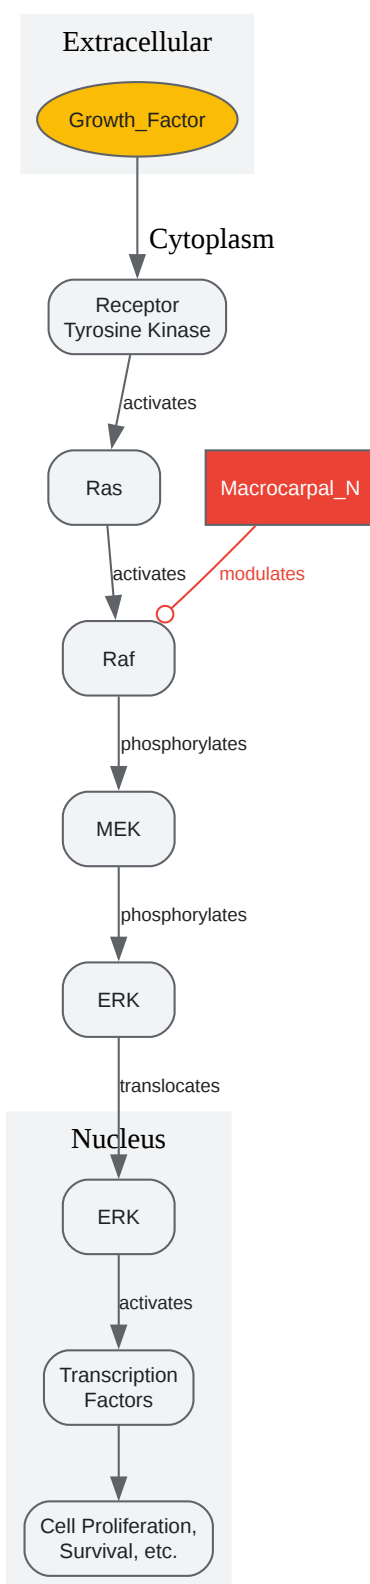 Extracellular
Growth_Factor
Cytoplasm
Receptor
Tyrosine Kinase
activates
Ras
Macrocarpal_N
activates
modulates
Raf
phosphorylates
MEK
phosphorylates
ERK
translocates
Nucleus
ERK
activates
Transcription
Factors
Cell Proliferation,
Survival, etc.